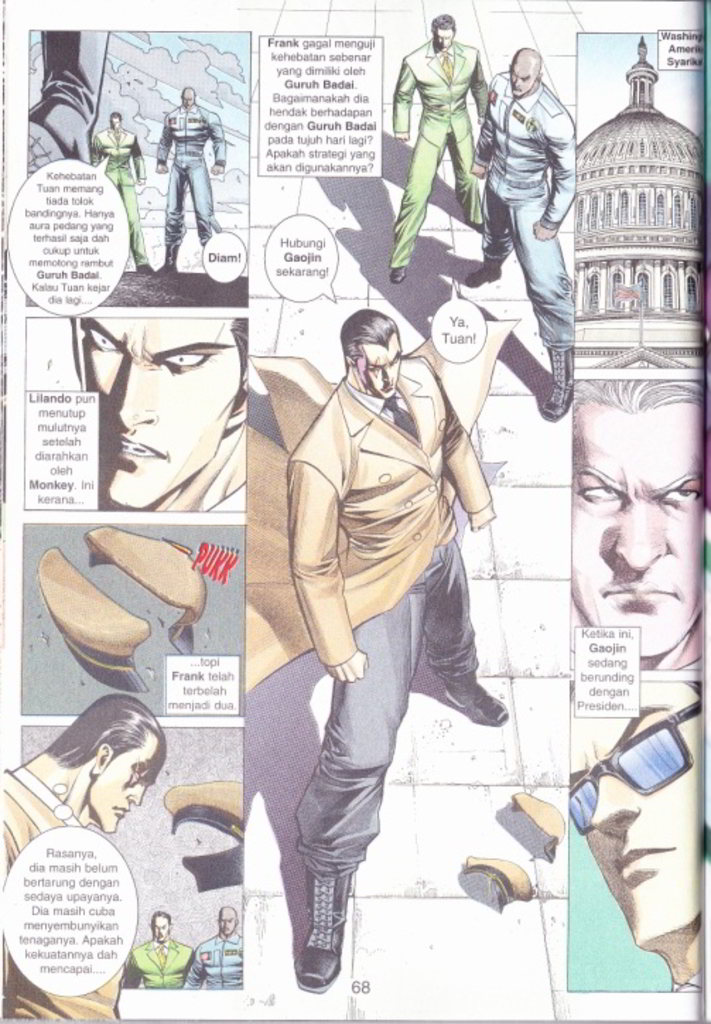 Kehebatan
Tuan memang
tiada tolok
bandingnya. Hanya
aura pedang yang
terhasil saja dah
cukup untuk
memotong rambut
Guruh Badai.
Kalau Tuan kejar
dia lagi....
Diam!
Lilando pun
menutup
mulutnya
setelah
diarahkan
oleh
Monkey. Ini
kerana...
PUKK
...topi
Frank telah
terbelah
menjadi dua.
Rasanya,
dia masih belum
bertarung dengan
sedaya upayanya.
Dia masih cuba
menyembunyikan
tenaganya. Apakah
kekuatannya dah
mencapai....
Frank gagal menguji
kehebatan sebenar
yang dimiliki oleh
Guruh Badai.
Bagaimanakah dia
hendak berhadapan
dengan Guruh Badai
pada tujuh hari lagi?
Apakah strategi yang
akan digunakannya?
Hubungi
Gaojin
sekarang!
Ya,
Tuan!
Ketika ini,
Gaojin
sedang
berunding
dengan
Presiden....
68